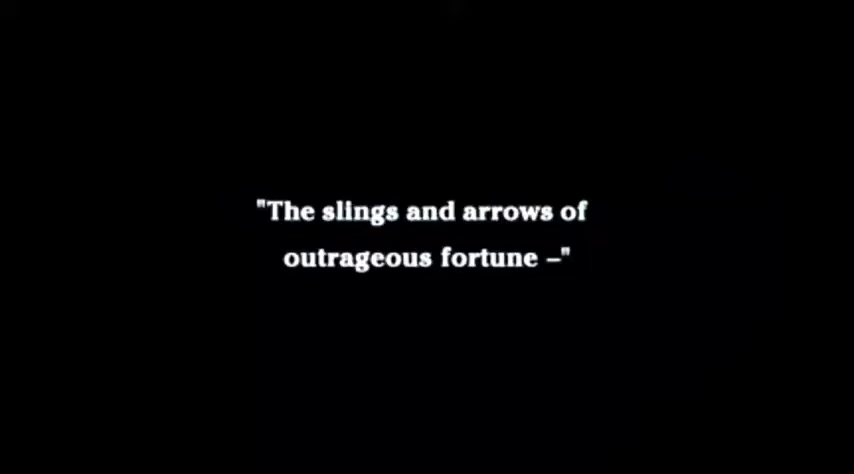 "The slings and arrows of
outrageous fortune –"